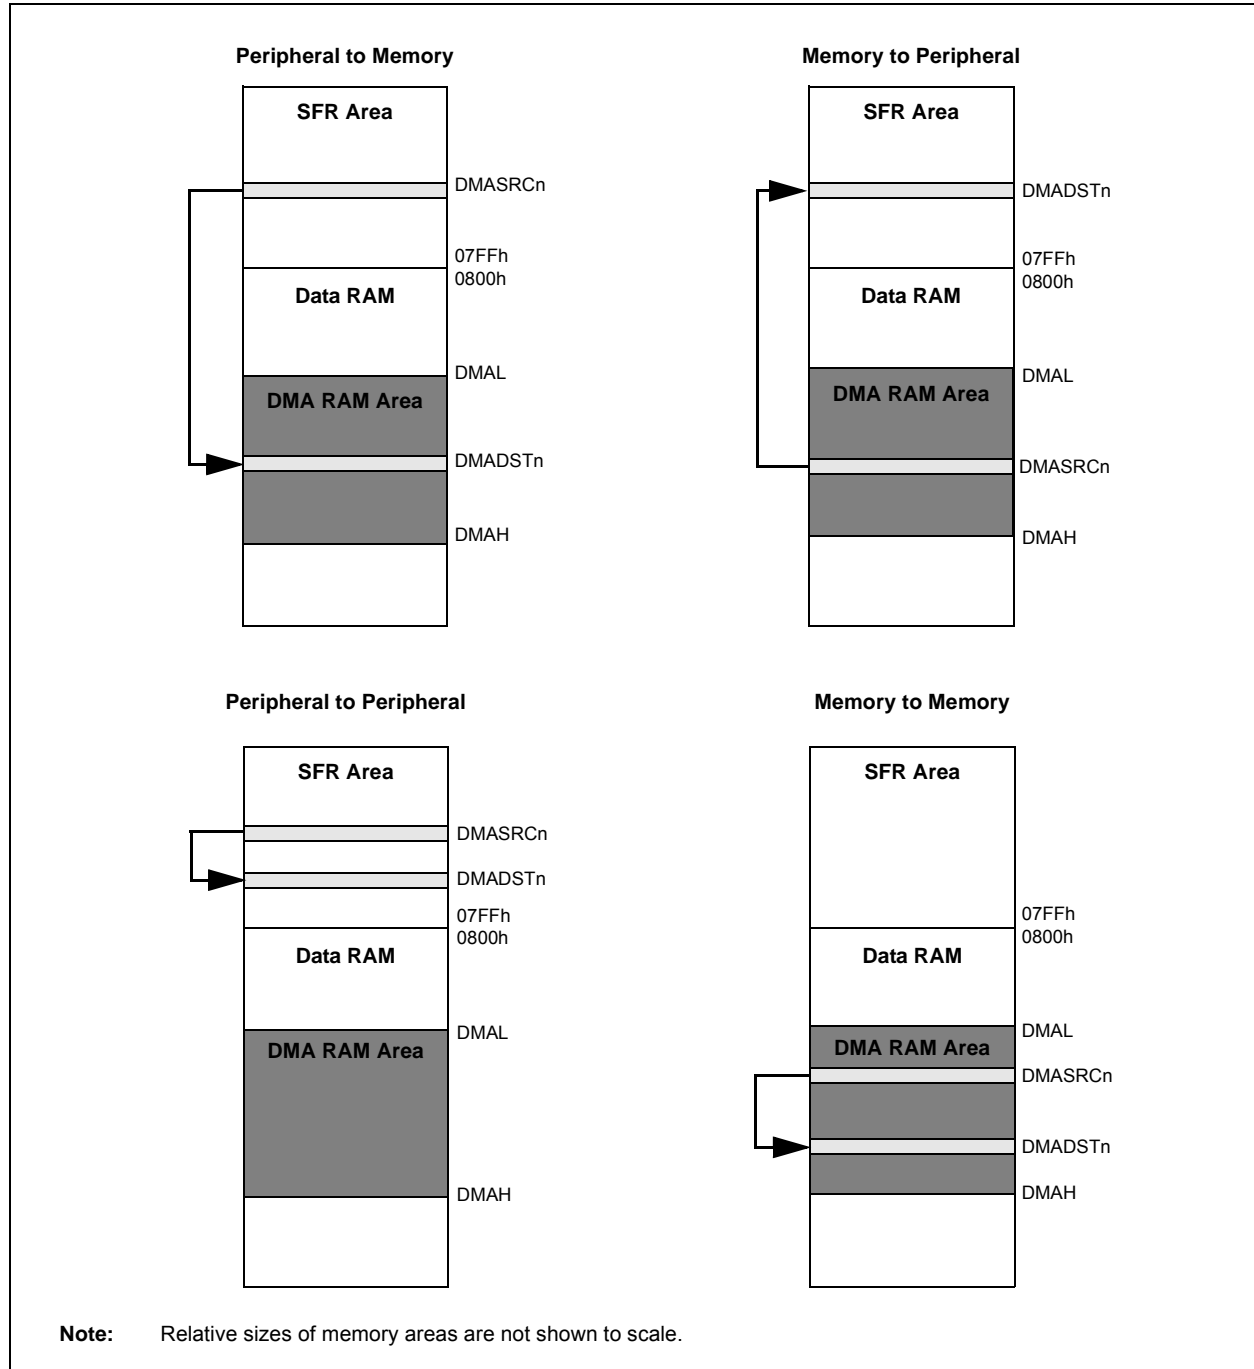 Peripheral to Memory
SFR Area
DMASRCn
07FFh
0800h
Data RAM
DMAL
DMA RAM Area
DMADSTn
DMAH
Memory to Peripheral
SFR Area
DMADSTn
07FFh
0800h
Data RAM
DMAL
DMA RAM Area
DMASRCn
DMAH
Peripheral to Peripheral
SFR Area
DMASRCn
DMADSTn
07FFh
0800h
Data RAM
DMAL
DMA RAM Area
DMAH
Memory to Memory
SFR Area
07FFh
0800h
Data RAM
DMAL
DMA RAM Area
DMASRCn
DMADSTn
DMAH
Note: Relative sizes of memory areas are not shown to scale.